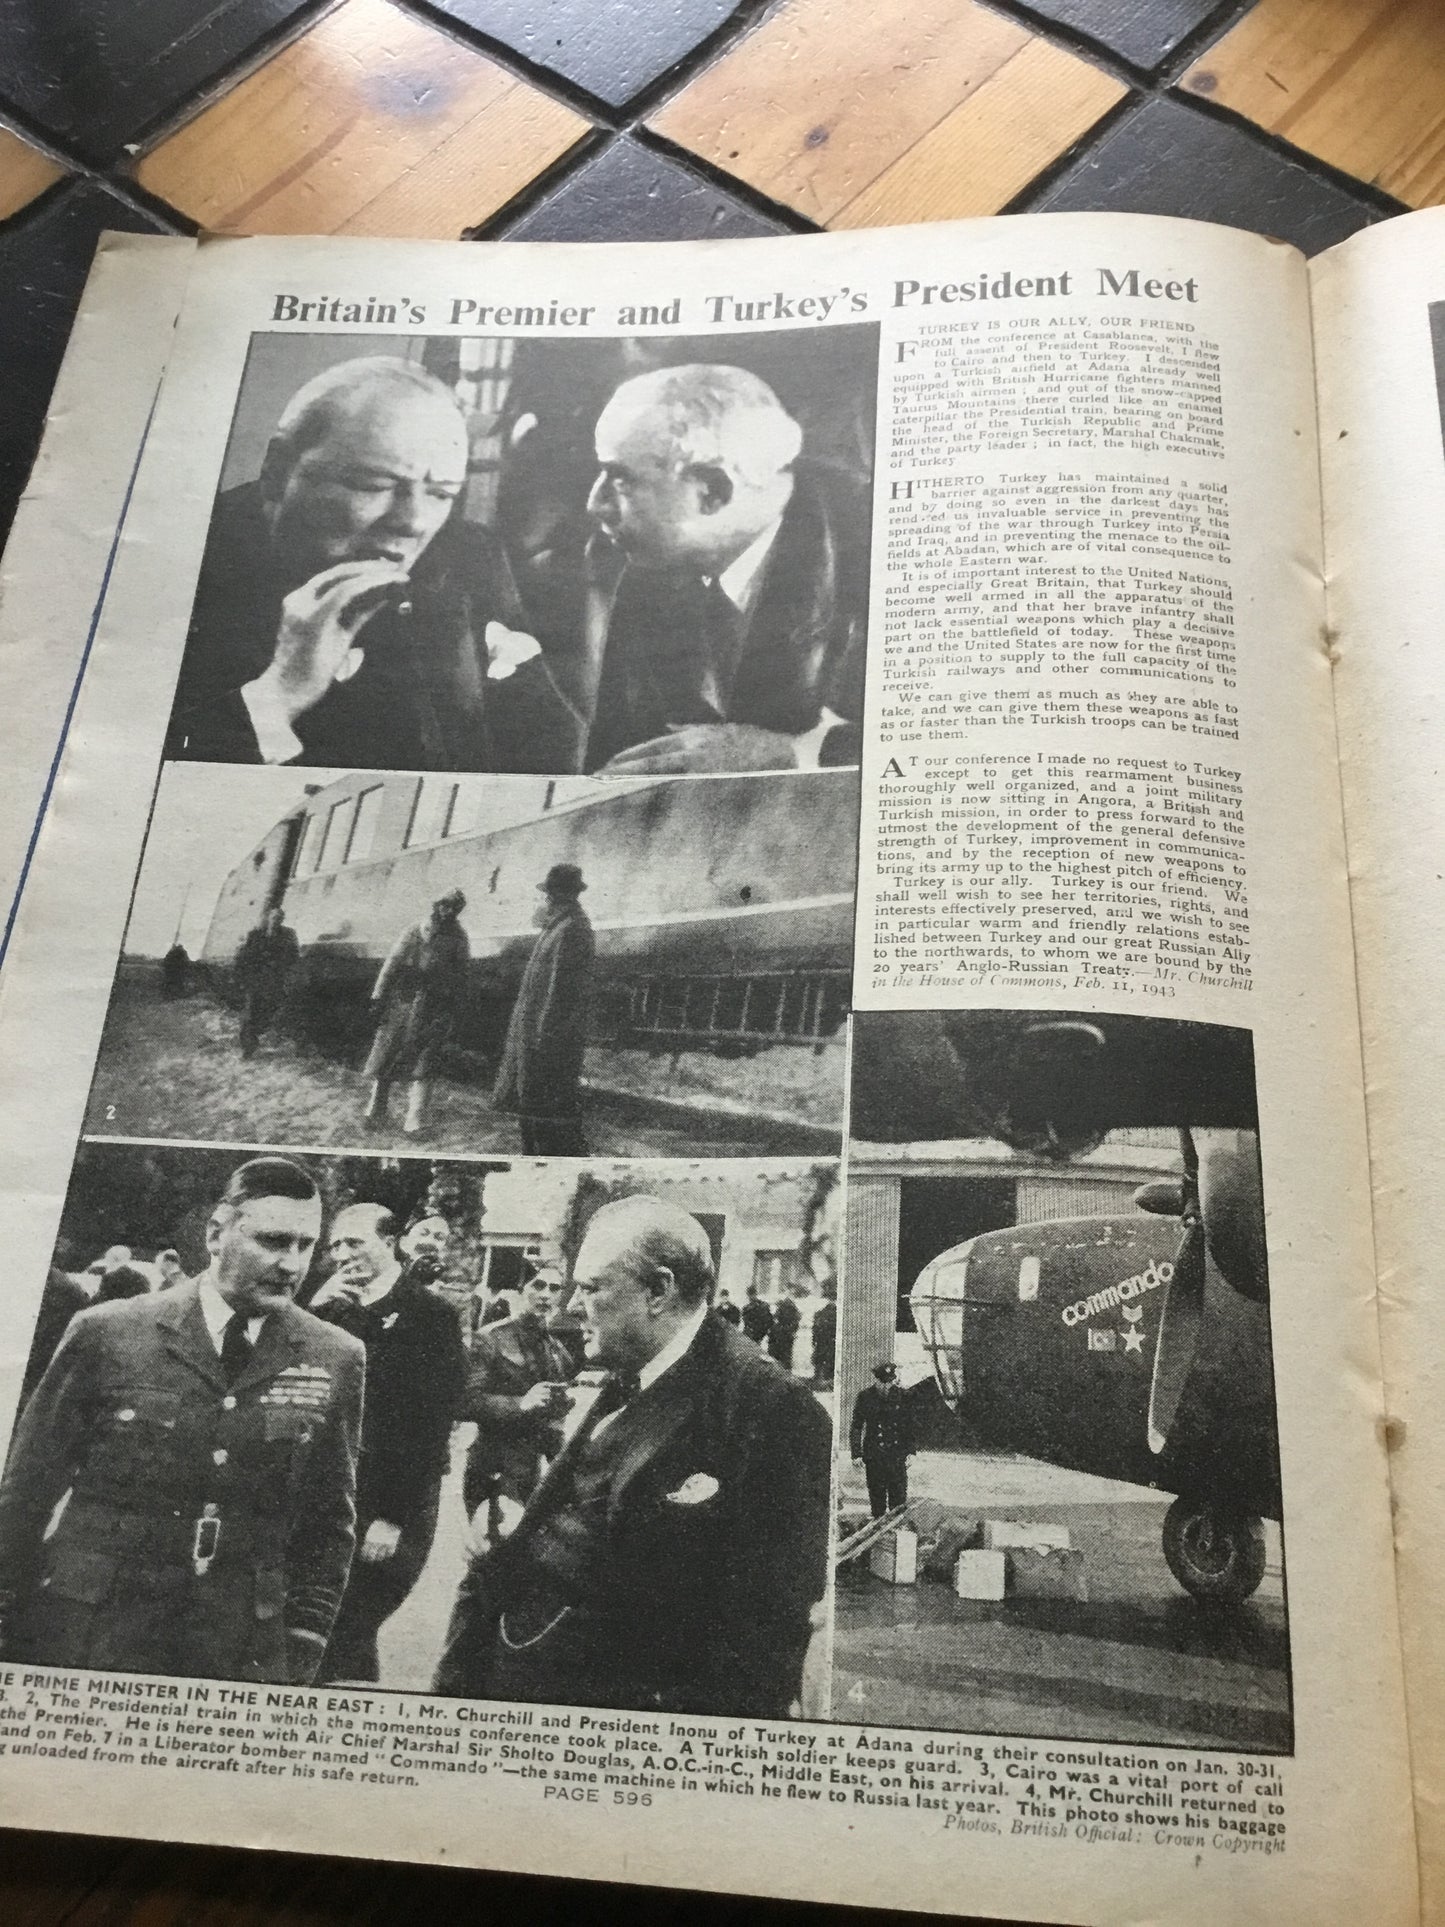 Britain's Premier and Turkey's President Meet
TURKEY IS OUR ALLY, OUR FRIEND
FROM the conference at Casablanca, with the
full assent of President Roosevelt, I flew
to Cairo and then to Turkey. I descended
upon a Turkish airfield at Adana already well
equipped with British Hurricane fighters manned
by Turkish airmen ; and out of the snow-capped
Taurus Mountains there curled like an enamel
caterpillar the Presidential train, bearing on board
the head of the Turkish Republic and Prime
Minister, the Foreign Secretary, Marshal Chakmak,
and the party leader ; in fact, the high executive
of Turkey
HITHERTO Turkey has maintained a solid
barrier against aggression from any quarter,
and by doing so even in the darkest days has
rend.ed us invaluable service in preventing the
spreading of the war through Turkey into Persia
and Iraq, and in preventing the menace to the oil-
fields at Abadan, which are of vital consequence to
the whole Eastern war.
It is of important interest to the United Nations,
and especially Great Britain, that Turkey should
become well armed in all the apparatus of the
modern army, and that her brave infantry shall
not lack essential weapons which play a decisive
part on the battlefield of today. These weapons
we and the United States are now for the first time
in a position to supply to the full capacity of the
Turkish railways and other communications to
receive.
We can give them as much as they are able to
take, and we can give them these weapons as fast
as or faster than the Turkish troops can be trained
to use them.
AT our conference I made no request to Turkey
except to get this rearmament business
thoroughly well organized, and a joint military
mission is now sitting in Angora, a British and
Turkish mission, in order to press forward to the
utmost the development of the general defensive
strength of Turkey, improvement in communica-
tions, and by the reception of new weapons to
bring its army up to the highest pitch of efficiency.
Turkey is our ally. Turkey is our friend. We
shall well wish to see her territories, rights, and
interests effectively preserved, and we wish to see
in particular warm and friendly relations estab-
lished between Turkey and our great Russian Ally
to the northwards, to whom we are bound by the
20 years' Anglo-Russian Treaty.—Mr. Churchill
in the House of Commons, Feb. 11, 1943
1
2
commando
4
E PRIME MINISTER IN THE NEAR EAST : 1, Mr. Churchill and President Inonu of Turkey at Adana during their consultation on Jan. 30-31,
3. 2, The Presidential train in which the momentous conference took place. A Turkish soldier keeps guard. 3, Cairo was a vital port of call
the Premier. He is here seen with Air Chief Marshal Sir Sholto Douglas, A.O.C.-in-C., Middle East, on his arrival. 4, Mr. Churchill returned to
and on Feb. 7 in a Liberator bomber named "Commando"—the same machine in which he flew to Russia last year. This photo shows his baggage
g unloaded from the aircraft after his safe return.
Photos, British Official : Crown Copyright
PAGE 596